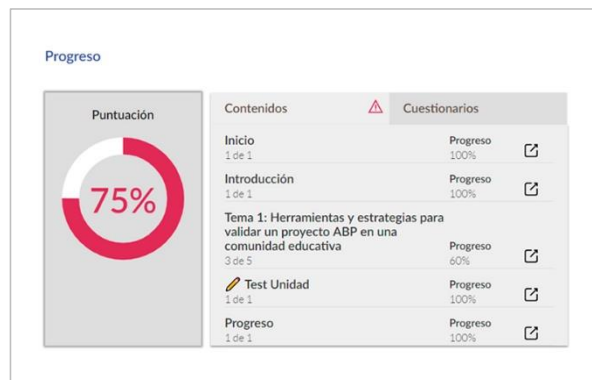 Progreso
Puntuación
75%
Contenidos
Cuestionarios
Inicio
1 de 1
Progreso
100%
Introducción
1 de 1
Progreso
100%
Tema 1: Herramientas y estrategias para
validar un proyecto ABP en una
comunidad educativa
3 de 5
Progreso
60%
Test Unidad
1 de 1
Progreso
100%
Progreso
1 de 1
Progreso
100%